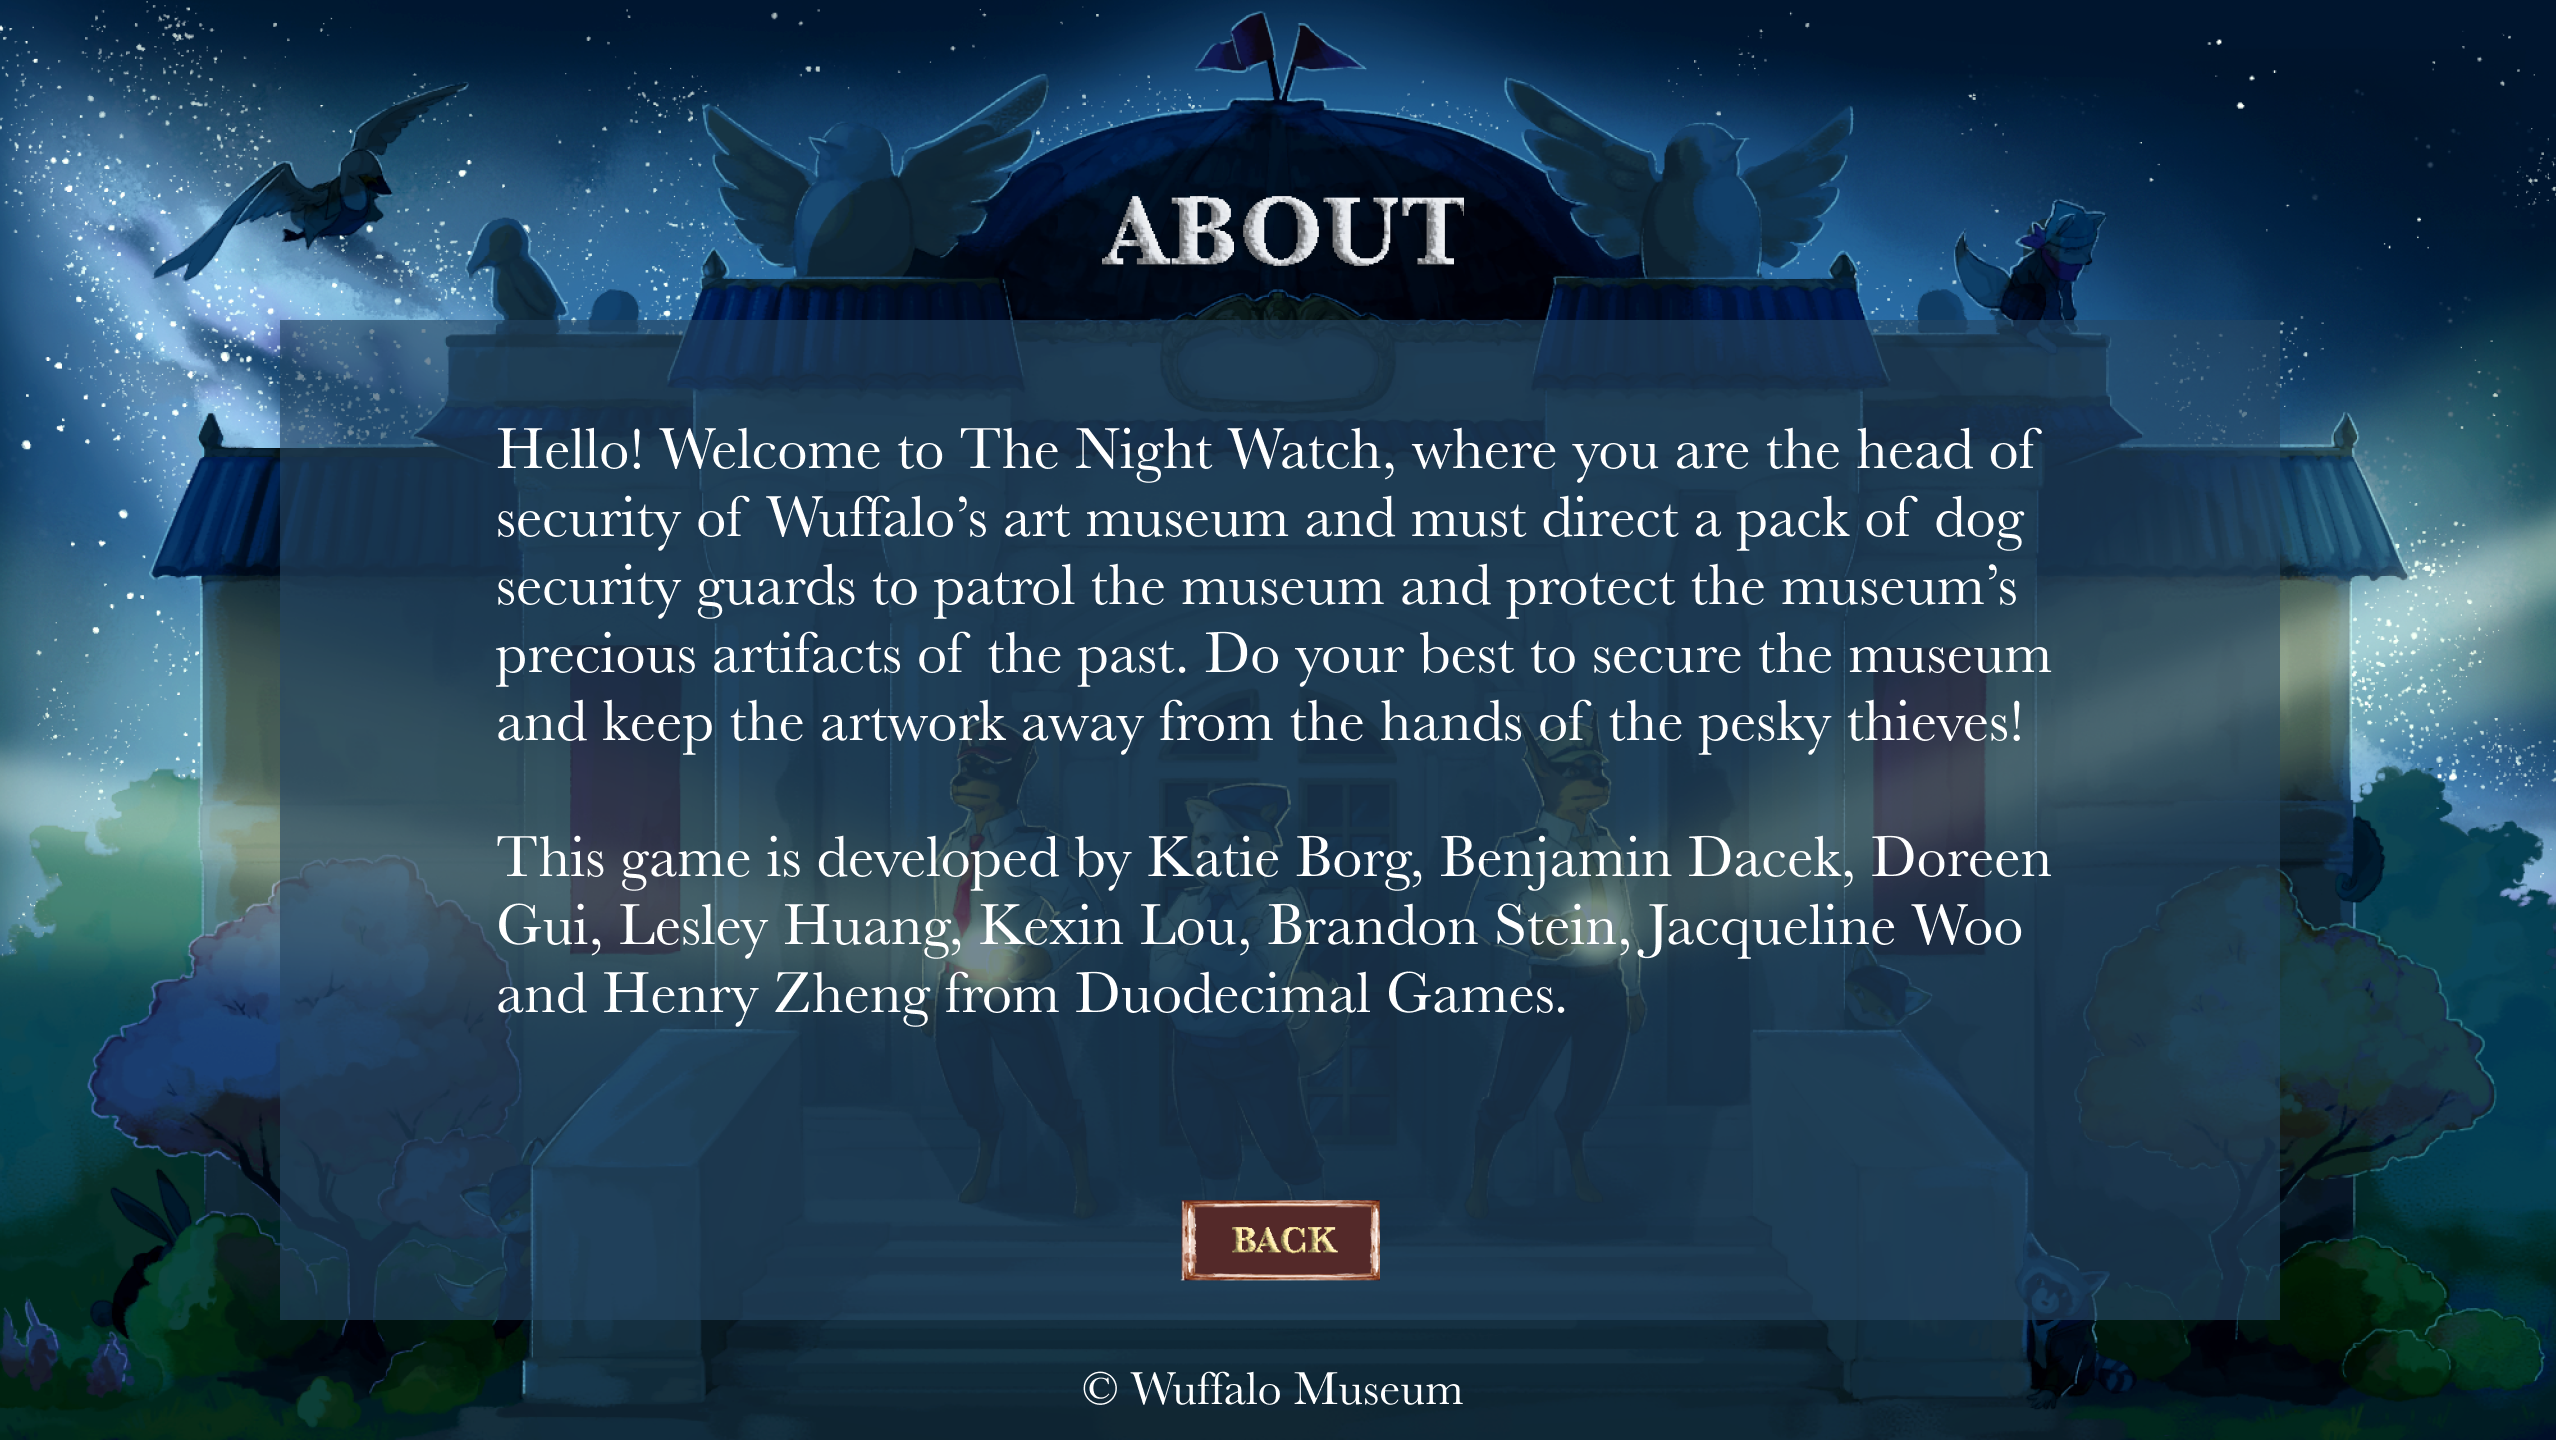 ABOUT
Hello! Welcome to The Night Watch, where you are the head of
security of Wuffalo’s art museum and must direct a pack of dog
security guards to patrol the museum and protect the museum’s
precious artifacts of the past. Do your best to secure the museum
and keep the artwork away from the hands of the pesky thieves!
This game is developed by Katie Borg, Benjamin Dacek, Doreen
Gui, Lesley Huang, Kexin Lou, Brandon Stein, Jacqueline Woo
and Henry Zheng from Duodecimal Games.
BACK
© Wuffalo Museum